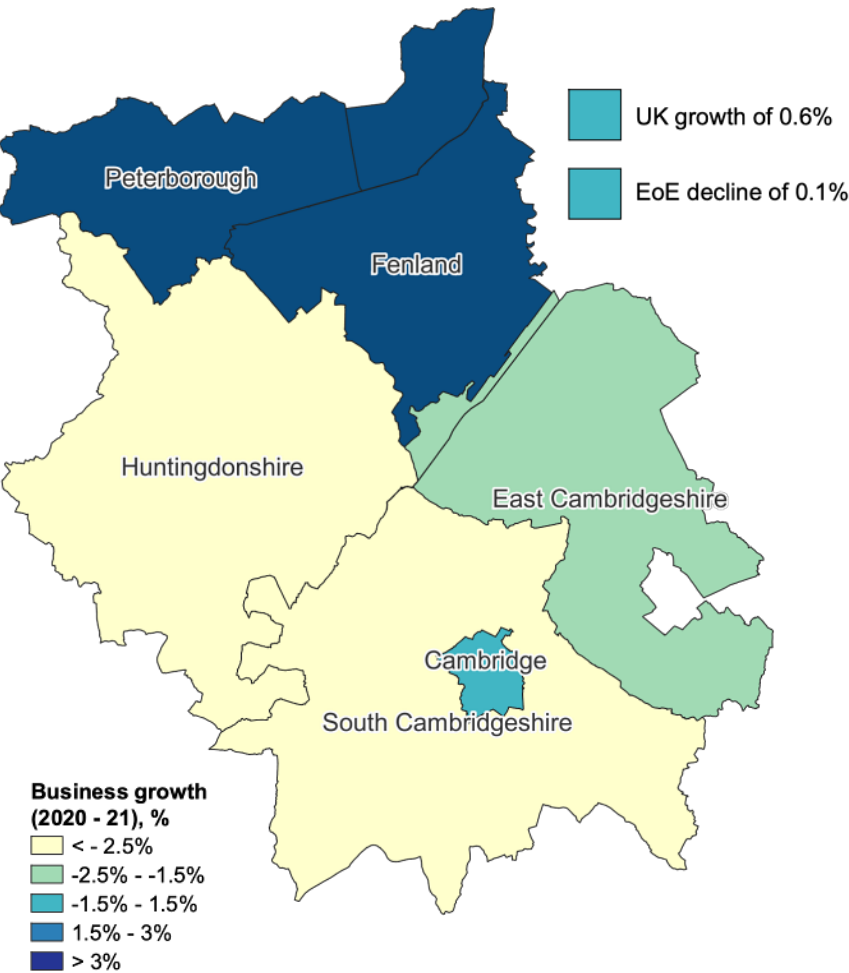 UK growth of 0.6%
EoE decline of 0.1%
Peterborough
Fenland
Huntingdonshire
East Cambridgeshire
Cambridge
South Cambridgeshire
Business growth
(2020 - 21), %
< - 2.5%
-2.5% - -1.5%
-1.5% - 1.5%
1.5% - 3%
> 3%